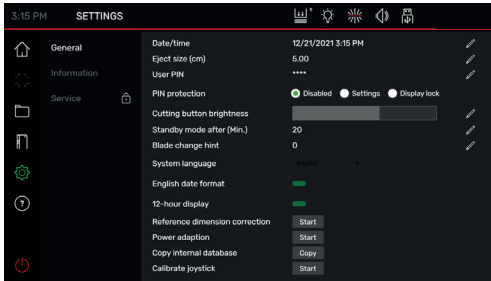 3:15 PM SETTINGS
General
Information
Service
Date/time 12/21/2021 3:15 PM
Eject size (cm) 5.00
User PIN ****
PIN protection Disabled Settings Display lock
Cutting button brightness
Standby mode after (Min.) 20
Blade change hint 0
System language English
English date format
12-hour display
Reference dimension correction Start
Power adaption Start
Copy internal database Copy
Calibrate joystick Start